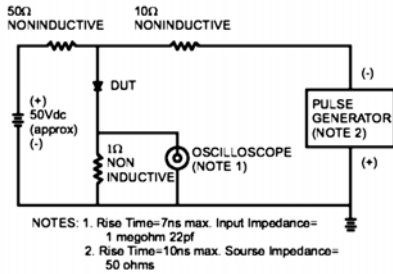 50Ω
NONINDUCTIVE
10Ω
NONINDUCTIVE
(+)
50Vdc
(approx)
(-)
DUT
1Ω
NON
INDUCTIVE
OSCILLOSCOPE
(NOTE 1)
(-)
PULSE
GENERATOR
(NOTE 2)
(+)
NOTES: 1. Rise Time=7ns max. Input Impedance=
1 megohm 22pf
2. Rise Time=10ns max. Sourse Impedance=
50 ohms